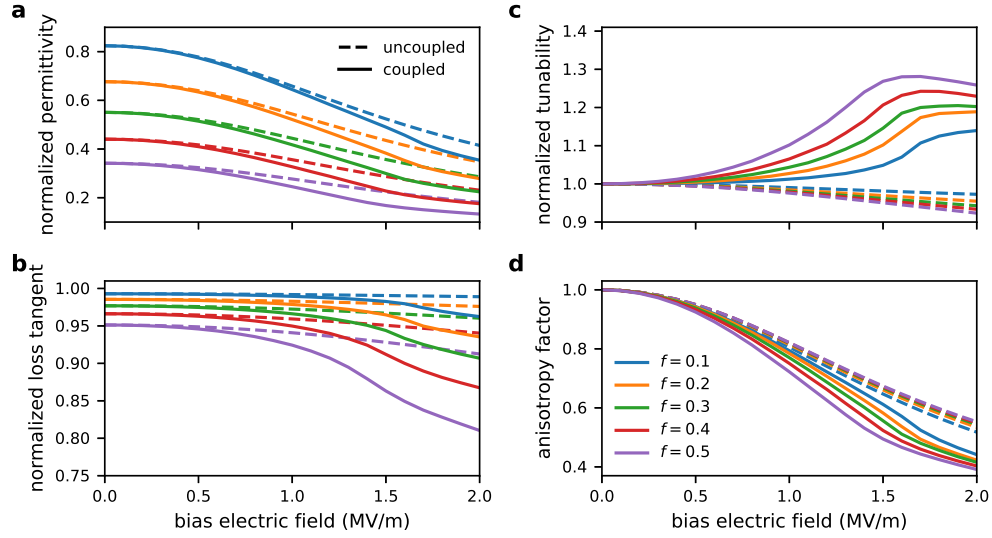 a
normalized permittivity
0.8
0.6
0.4
0.2
uncoupled
coupled
c
normalized tunability
1.4
1.3
1.2
1.1
1.0
0.9
b
normalized loss tangent
1.00
0.95
0.90
0.85
0.80
0.75
0.0
0.5
1.0
1.5
2.0
bias electric field (MV/m)
d
anisotropy factor
1.0
0.8
0.6
0.4
f = 0.1
f = 0.2
f = 0.3
f = 0.4
f = 0.5
0.0
0.5
1.0
1.5
2.0
bias electric field (MV/m)